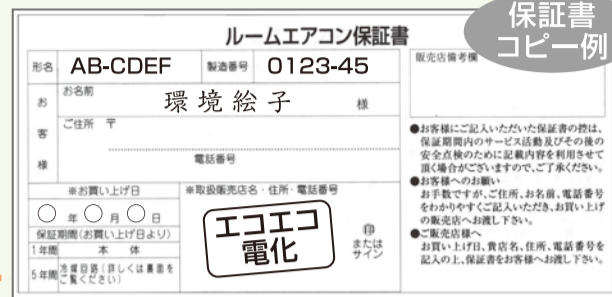 保証書
コピー例
ルームエアコン保証書
形名 AB-CDEF 製造番号 0123-45
販売店備考欄
お客様
お名前 環境絵子 様
ご住所 〒
電話番号
※お買い上げ日
○年○月○日
保証期間(お買い上げ日より)
1年間 本体
5年間 冷媒回路(詳しくは裏面をご覧ください)
※取扱販売店名・住所・電話番号
エコエコ
電化
印
または
サイン
●お客様にご記入いただいた保証書の控は、
保証期間内のサービス活動及びその後の
安全点検のために記載内容を利用させて
頂く場合がございますので、ご了承ください。
●お客様へのお願い
お手数ですが、ご住所、お名前、電話番号
をわかりやすくご記入いただき、お買い上げ
の販売店へお渡し下さい。
●ご販売店様へ
お買い上げ日、貴店名、住所、電話番号を
記入の上、保証書をお客様へお渡し下さい。